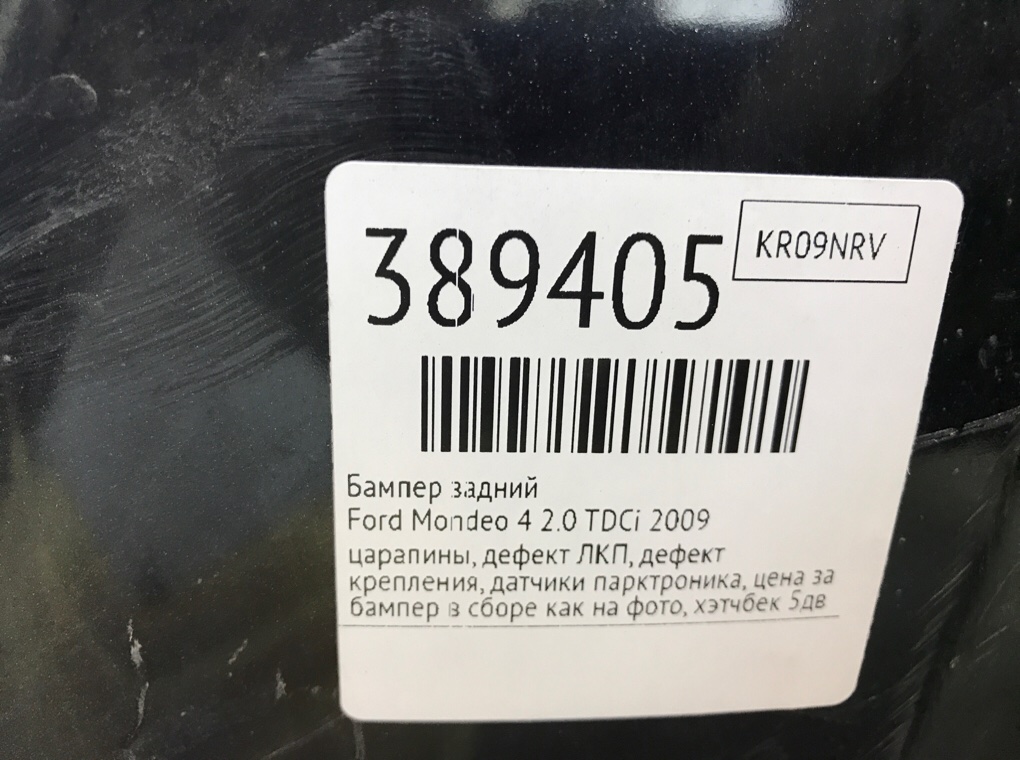 389405
KR09NRV
Бампер задний
Ford Mondeo 4 2.0 TDCi 2009
царапины, дефект ЛКП, дефект
крепления, датчики парктроника, цена за
бампер в сборе как на фото, хэтчбек 5дв